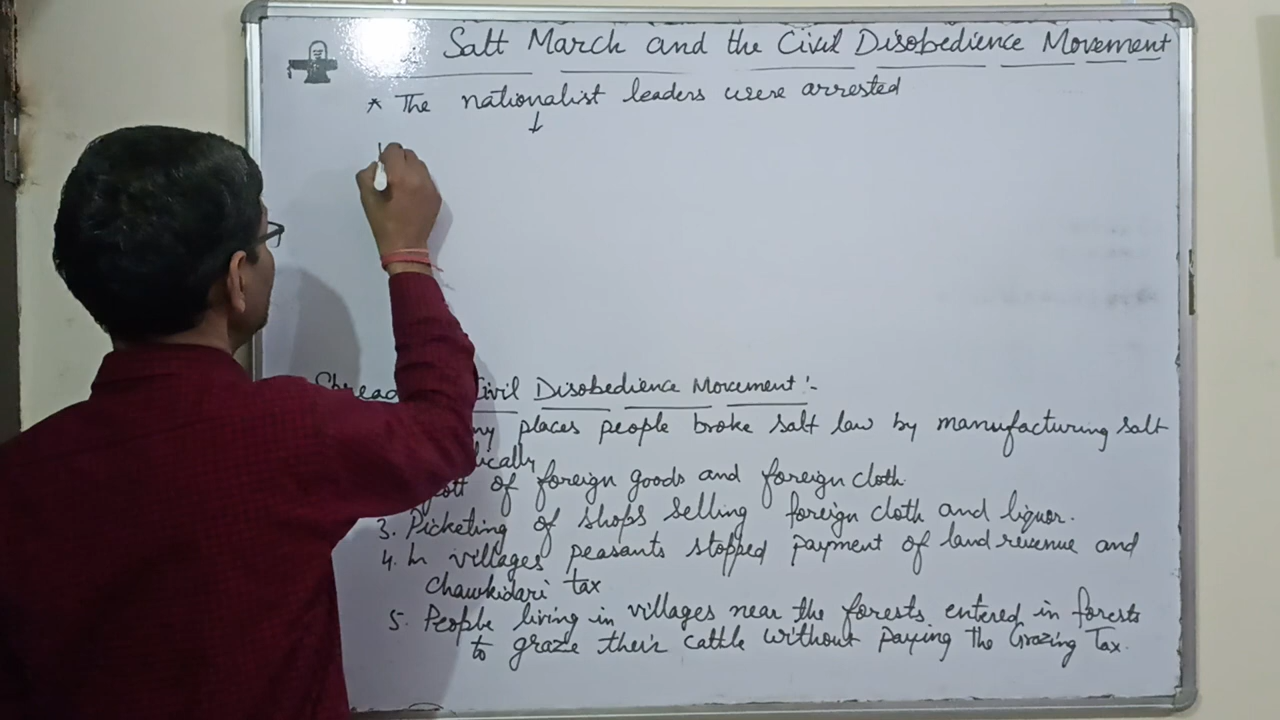 Salt March and the Civil Disobedience Movement
* The nationalist leaders were arrested
↓
Spread Civil Disobedience Movement :-
places people broke salt law by manufacturing salt
of foreign goods and foreign cloth.
3. Picketing of shops selling foreign cloth and liquor.
4. In villages peasants stopped payment of land revenue and
Chawkidari tax
5. People living in villages near the forests entered in forests
to graze their cattle without paying the Grazing Tax.